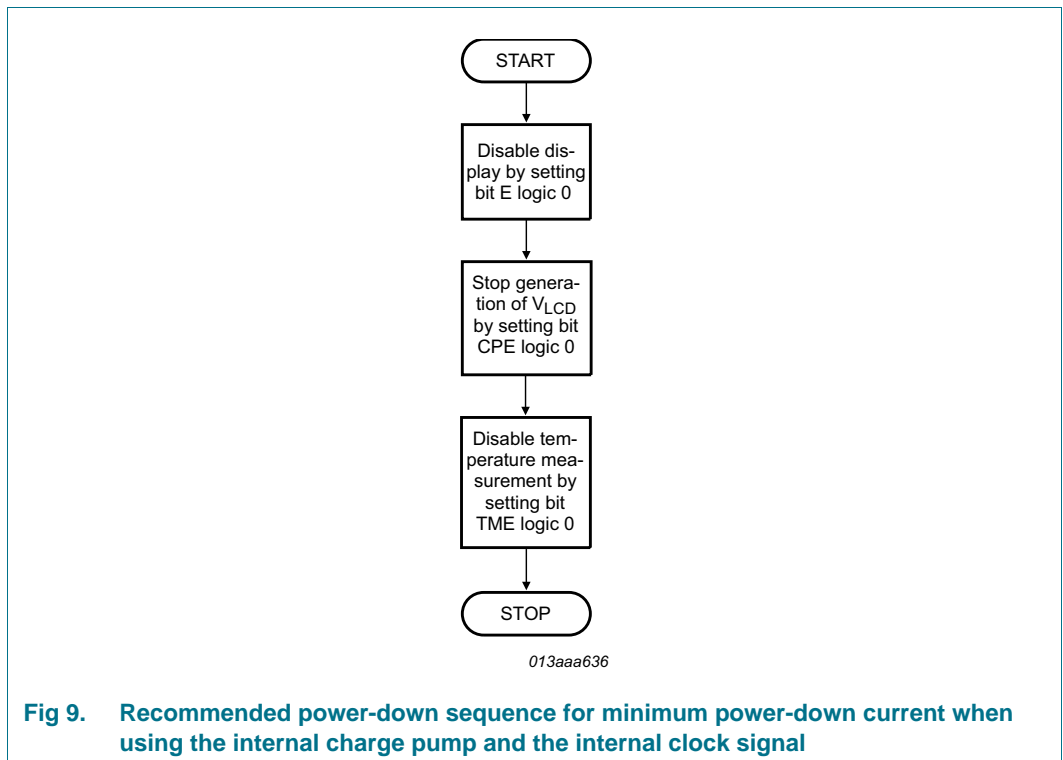 START
Disable dis-
play by setting
bit E logic 0
Stop genera-
tion of VLCD
by setting bit
CPE logic 0
Disable tem-
perature mea-
surement by
setting bit
TME logic 0
STOP
013aaa636
Fig 9. Recommended power-down sequence for minimum power-down current when
using the internal charge pump and the internal clock signal